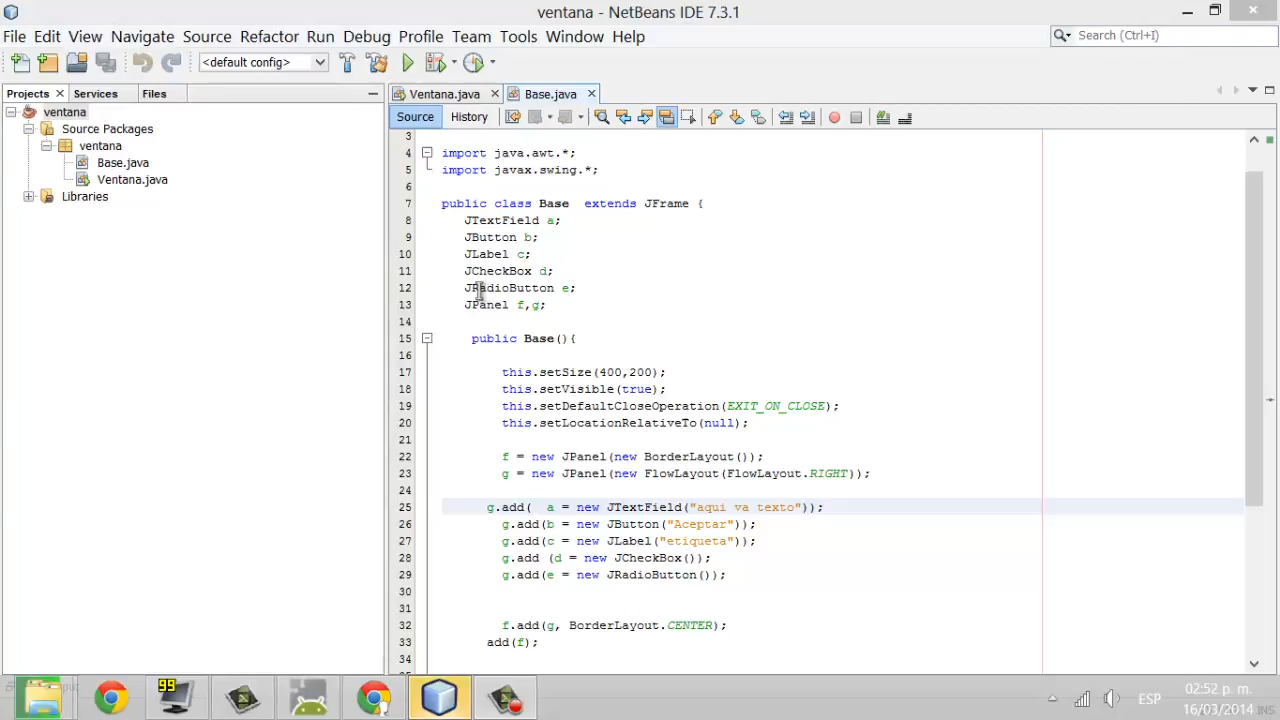 ventana - NetBeans IDE 7.3.1
File Edit View Navigate Source Refactor Run Debug Profile Team Tools Window Help
Search (Ctrl+I)
<default config>
Projects Services Files
Ventana.java Base.java
ventana
Source Packages
ventana
Base.java
Ventana.java
Libraries
Source History
3
4 import java.awt.*;
5 import javax.swing.*;
6
7 public class Base  extends JFrame {
8 JTextField a;
9 JButton b;
10 JLabel c;
11 JCheckBox d;
12 JRadioButton e;
13 JPanel f,g;
14
15 public Base(){
16
17 this.setSize(400,200);
18 this.setVisible(true);
19 this.setDefaultCloseOperation(EXIT_ON_CLOSE);
20 this.setLocationRelativeTo(null);
21
22 f = new JPanel(new BorderLayout());
23 g = new JPanel(new FlowLayout(FlowLayout.RIGHT));
24
25 g.add(  a = new JTextField("aqui va texto"));
26 g.add(b = new JButton("Aceptar"));
27 g.add(c = new JLabel("etiqueta"));
28 g.add (d = new JCheckBox());
29 g.add(e = new JRadioButton());
30
31
32 f.add(g, BorderLayout.CENTER);
33 add(f);
34
99
ESP
02:52 p. m.
16/03/2014
INS